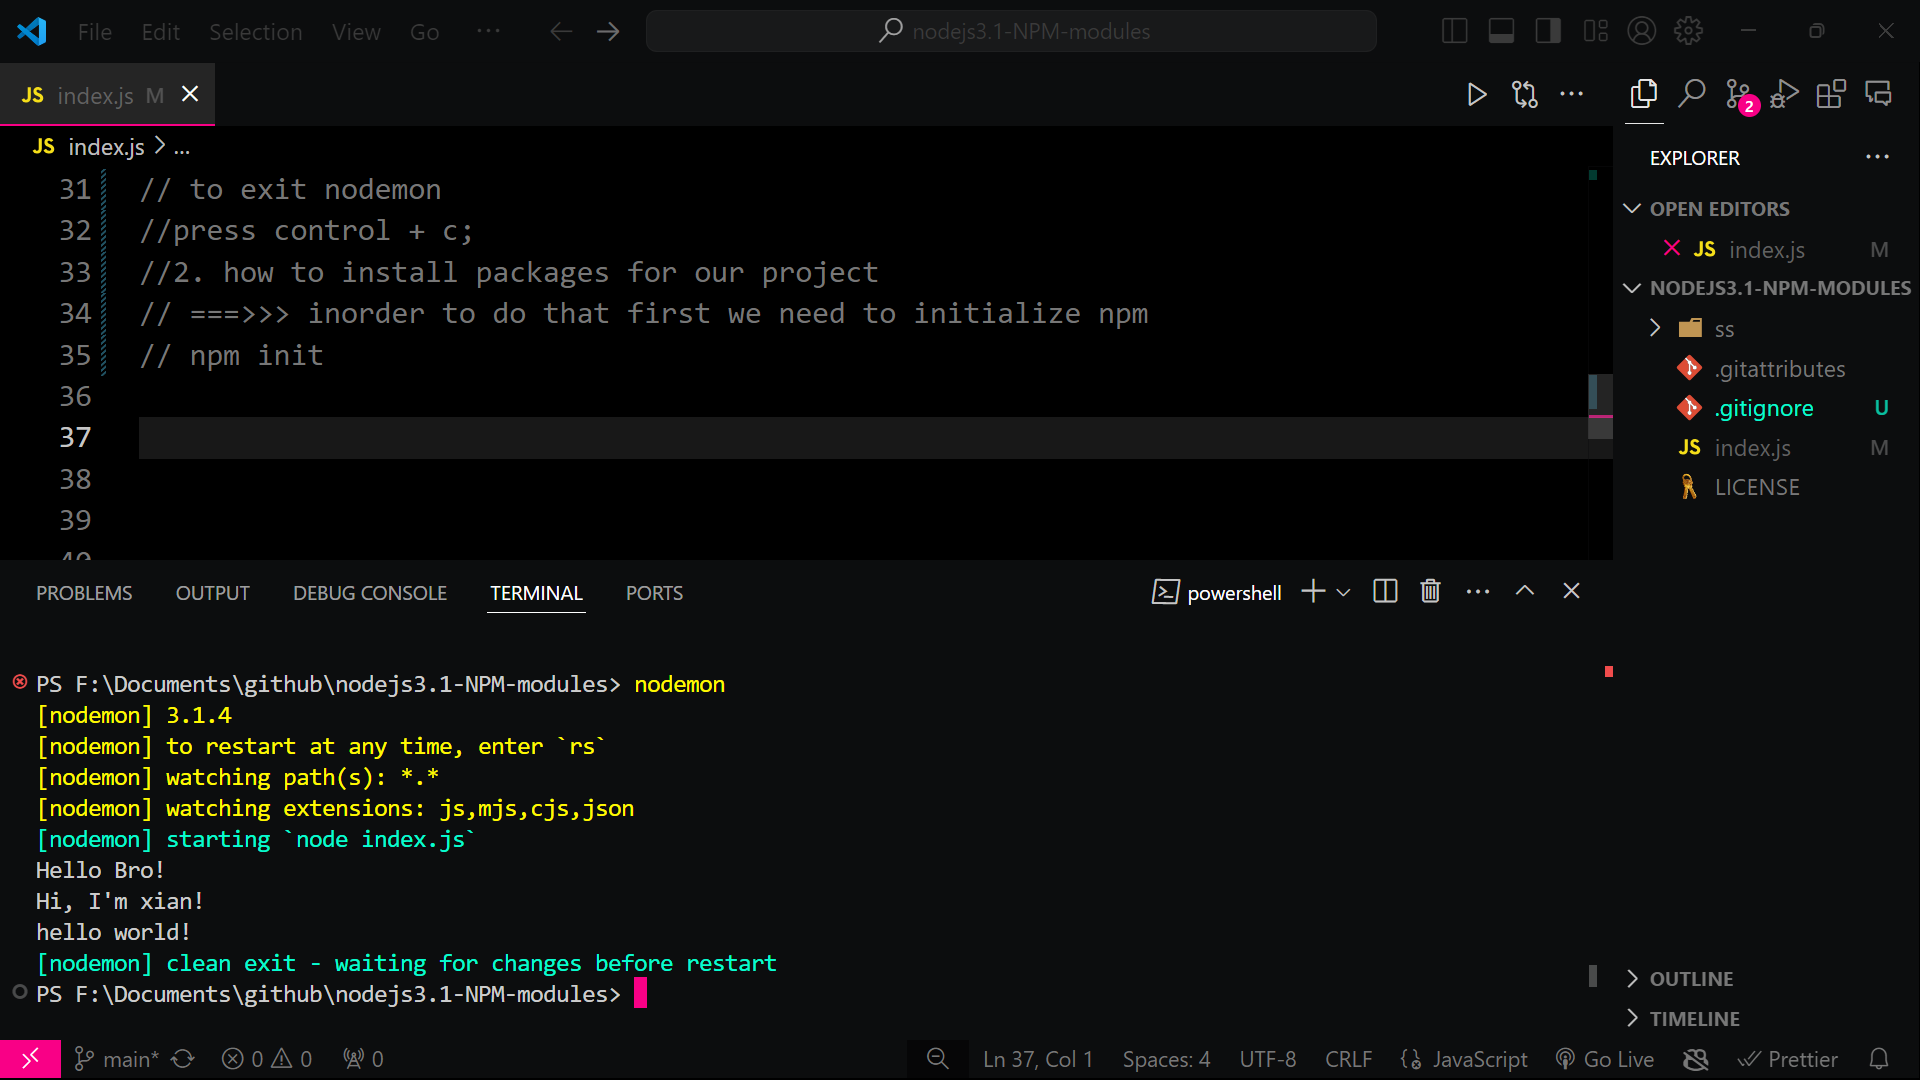 File Edit Selection View Go ... nodejs3.1-NPM-modules
JS index.js M
JS index.js > ...
31 // to exit nodemon
32 //press control + c;
33 //2. how to install packages for our project
34 // ===>>> inorder to do that first we need to initialize npm
35 // npm init
36
37
38
39
40
PROBLEMS OUTPUT DEBUG CONSOLE TERMINAL PORTS powershell
PS F:\Documents\github\nodejs3.1-NPM-modules> nodemon
[nodemon] 3.1.4
[nodemon] to restart at any time, enter `rs`
[nodemon] watching path(s): *.*
[nodemon] watching extensions: js,mjs,cjs,json
[nodemon] starting `node index.js`
Hello Bro!
Hi, I'm xian!
hello world!
[nodemon] clean exit - waiting for changes before restart
PS F:\Documents\github\nodejs3.1-NPM-modules>
2
EXPLORER
OPEN EDITORS
JS index.js M
NODEJS3.1-NPM-MODULES
ss
.gitattributes
.gitignore U
JS index.js M
LICENSE
OUTLINE
TIMELINE
main* 0 0 0 Ln 37, Col 1 Spaces: 4 UTF-8 CRLF JavaScript Go Live Prettier